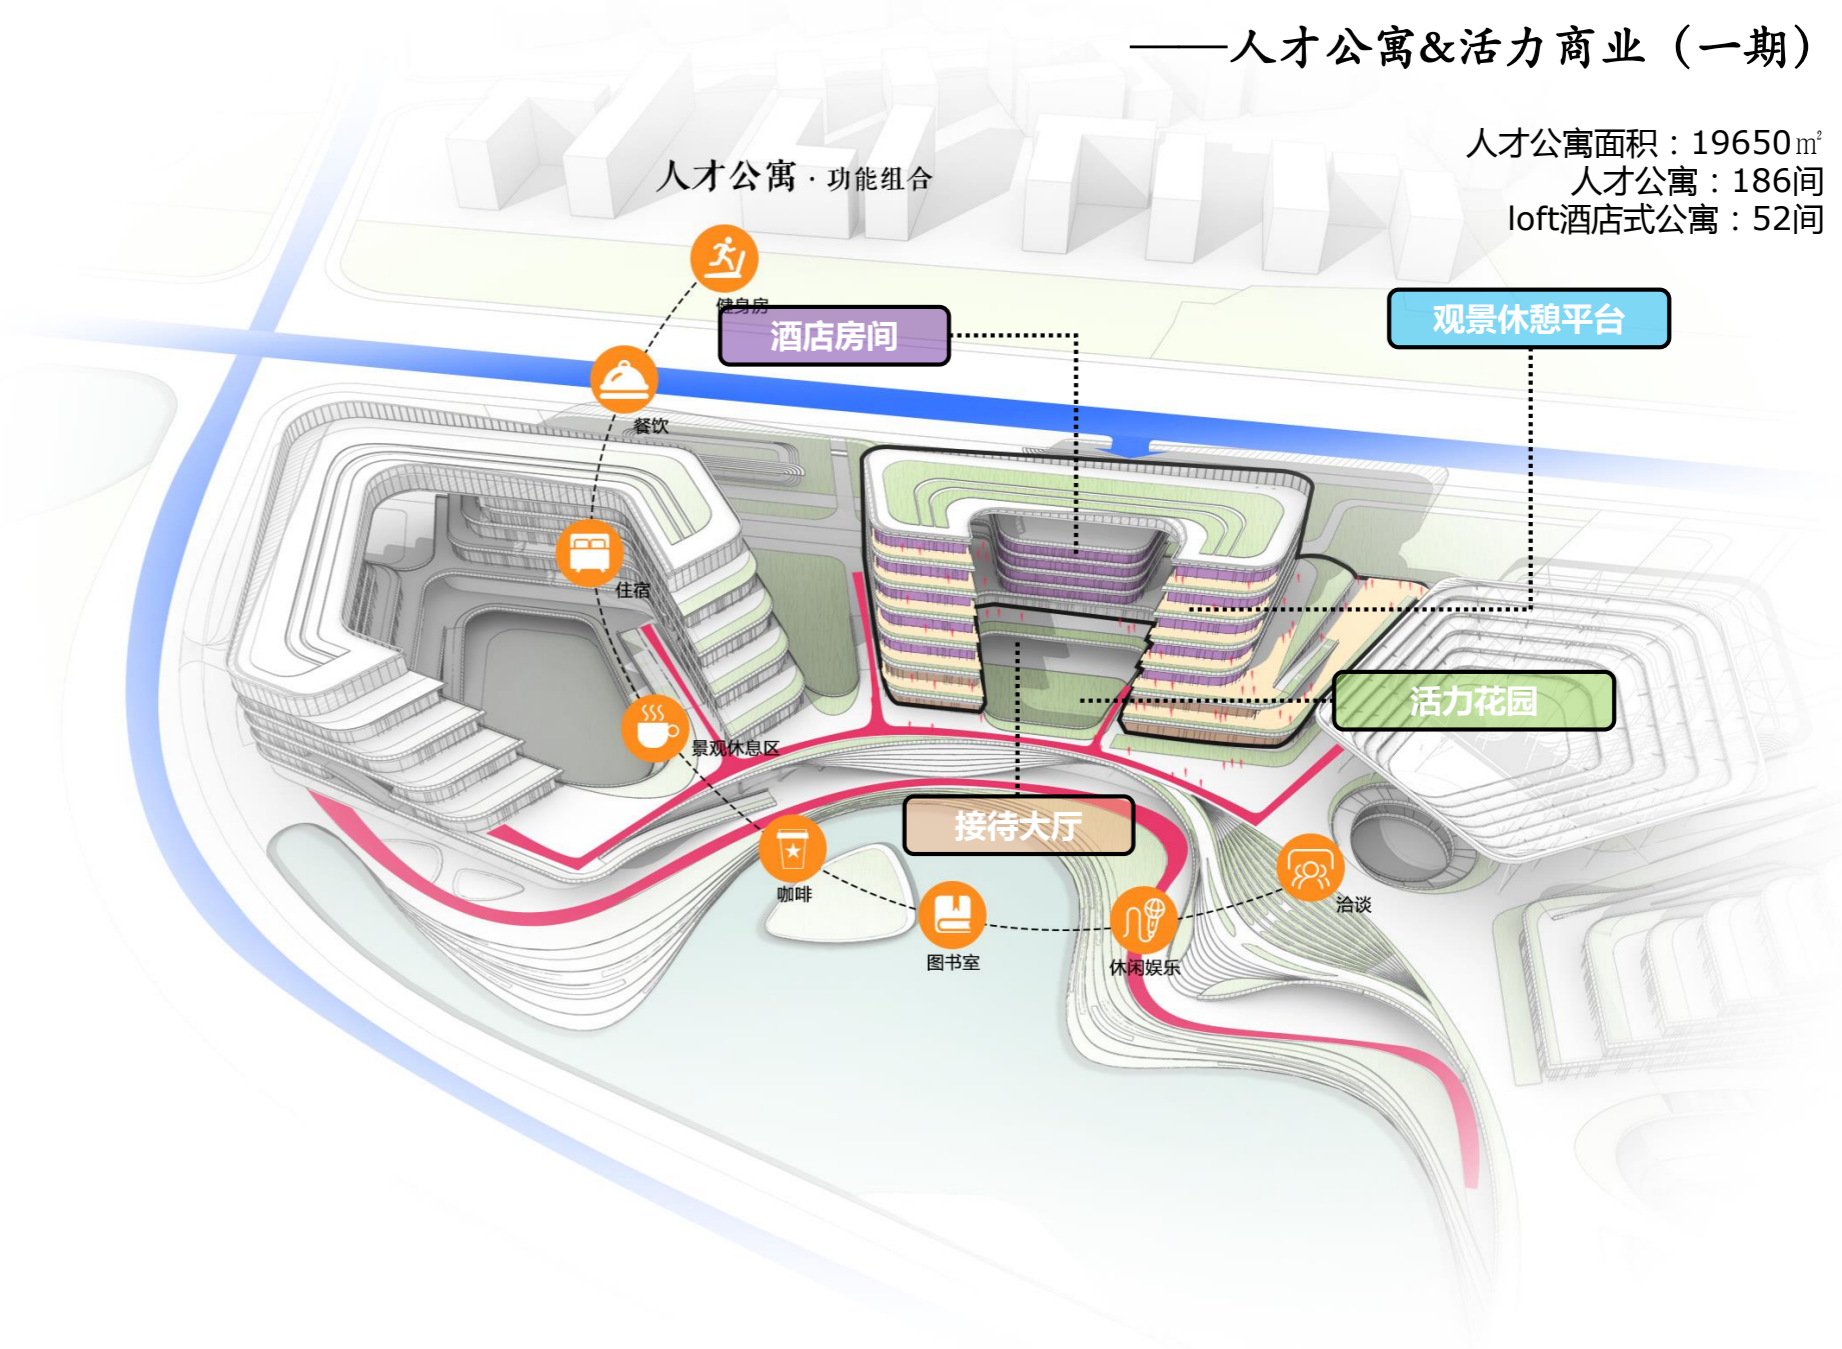 ——人才公寓&活力商业（一期）
人才公寓面积：19650㎡
人才公寓：186间
loft酒店式公寓：52间
人才公寓 · 功能组合
健身房
酒店房间
观景休憩平台
餐饮
住宿
活力花园
景观休息区
接待大厅
咖啡
洽谈
图书室
休闲娱乐